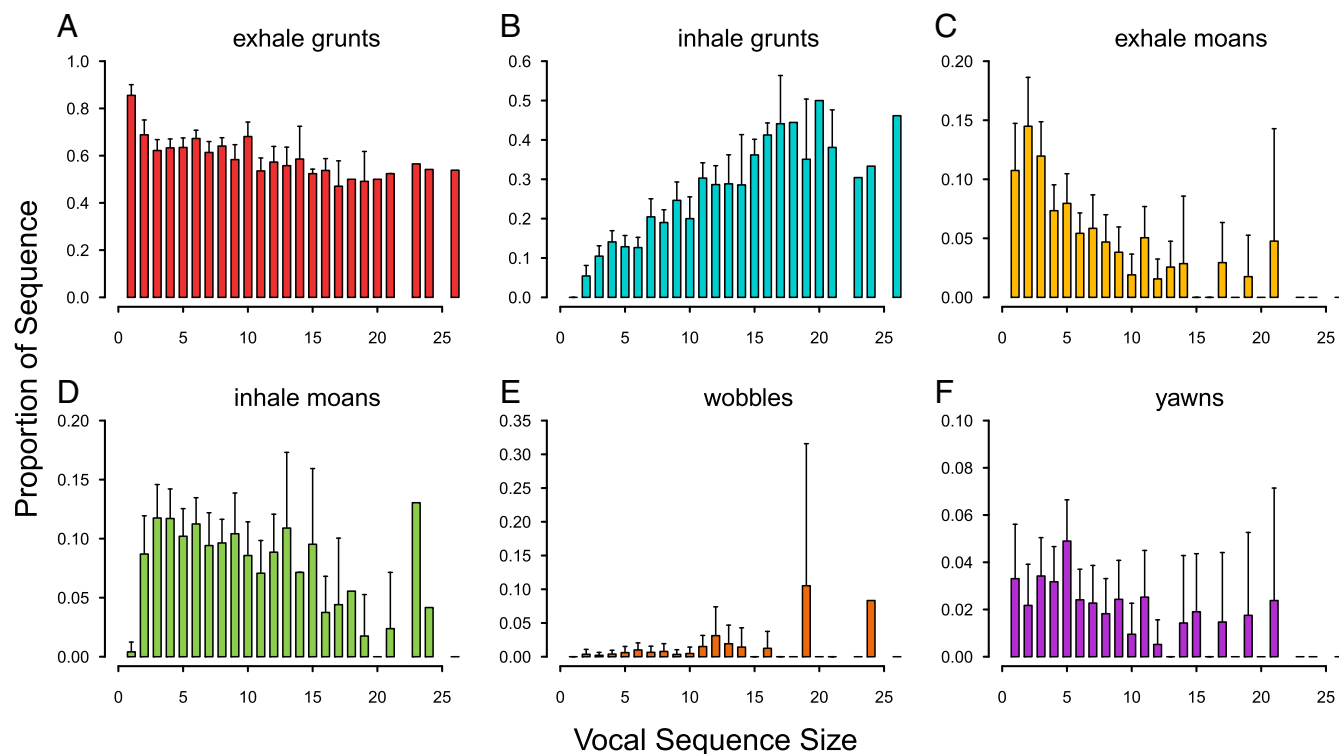 A
exhale grunts
1.0
0.8
0.6
0.4
0.2
0.0
0 5 10 15 20 25
B
inhale grunts
0.6
0.5
0.4
0.3
0.2
0.1
0.0
0 5 10 15 20 25
C
exhale moans
0.20
0.15
0.10
0.05
0.00
0 5 10 15 20 25
Proportion of Sequence
D
inhale moans
0.20
0.15
0.10
0.05
0.00
0 5 10 15 20 25
E
wobbles
0.35
0.30
0.25
0.20
0.15
0.10
0.05
0.00
0 5 10 15 20 25
F
yawns
0.10
0.08
0.06
0.04
0.02
0.00
0 5 10 15 20 25
Vocal Sequence Size